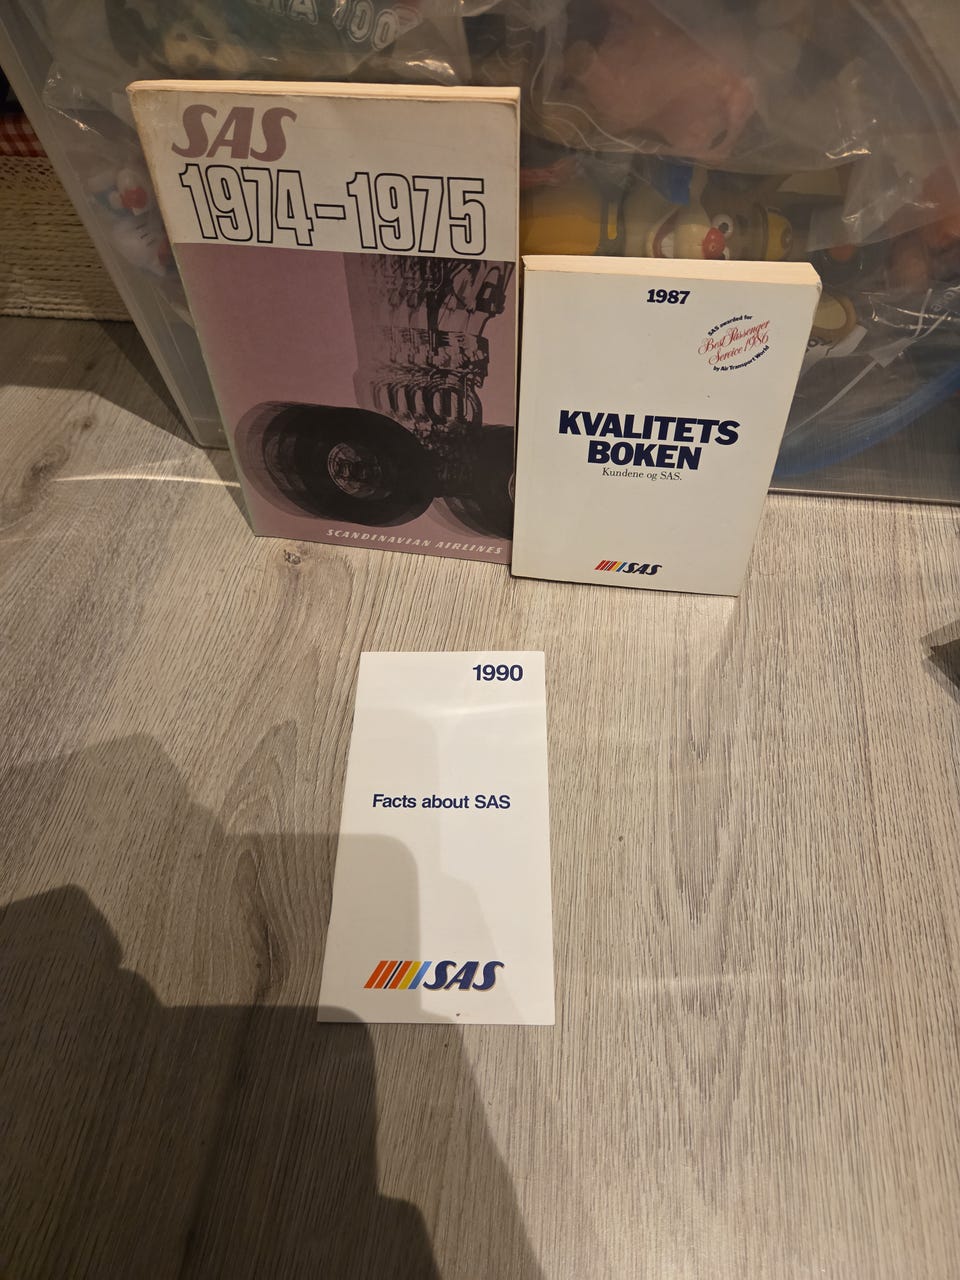 SAS
1974-1975
SCANDINAVIAN AIRLINES
1987
SAS awarded for
Best Passenger
Service 1986
by Air Transport World
KVALITETS
BOKEN
Kundene og SAS.
SAS
1990
Facts about SAS
SAS